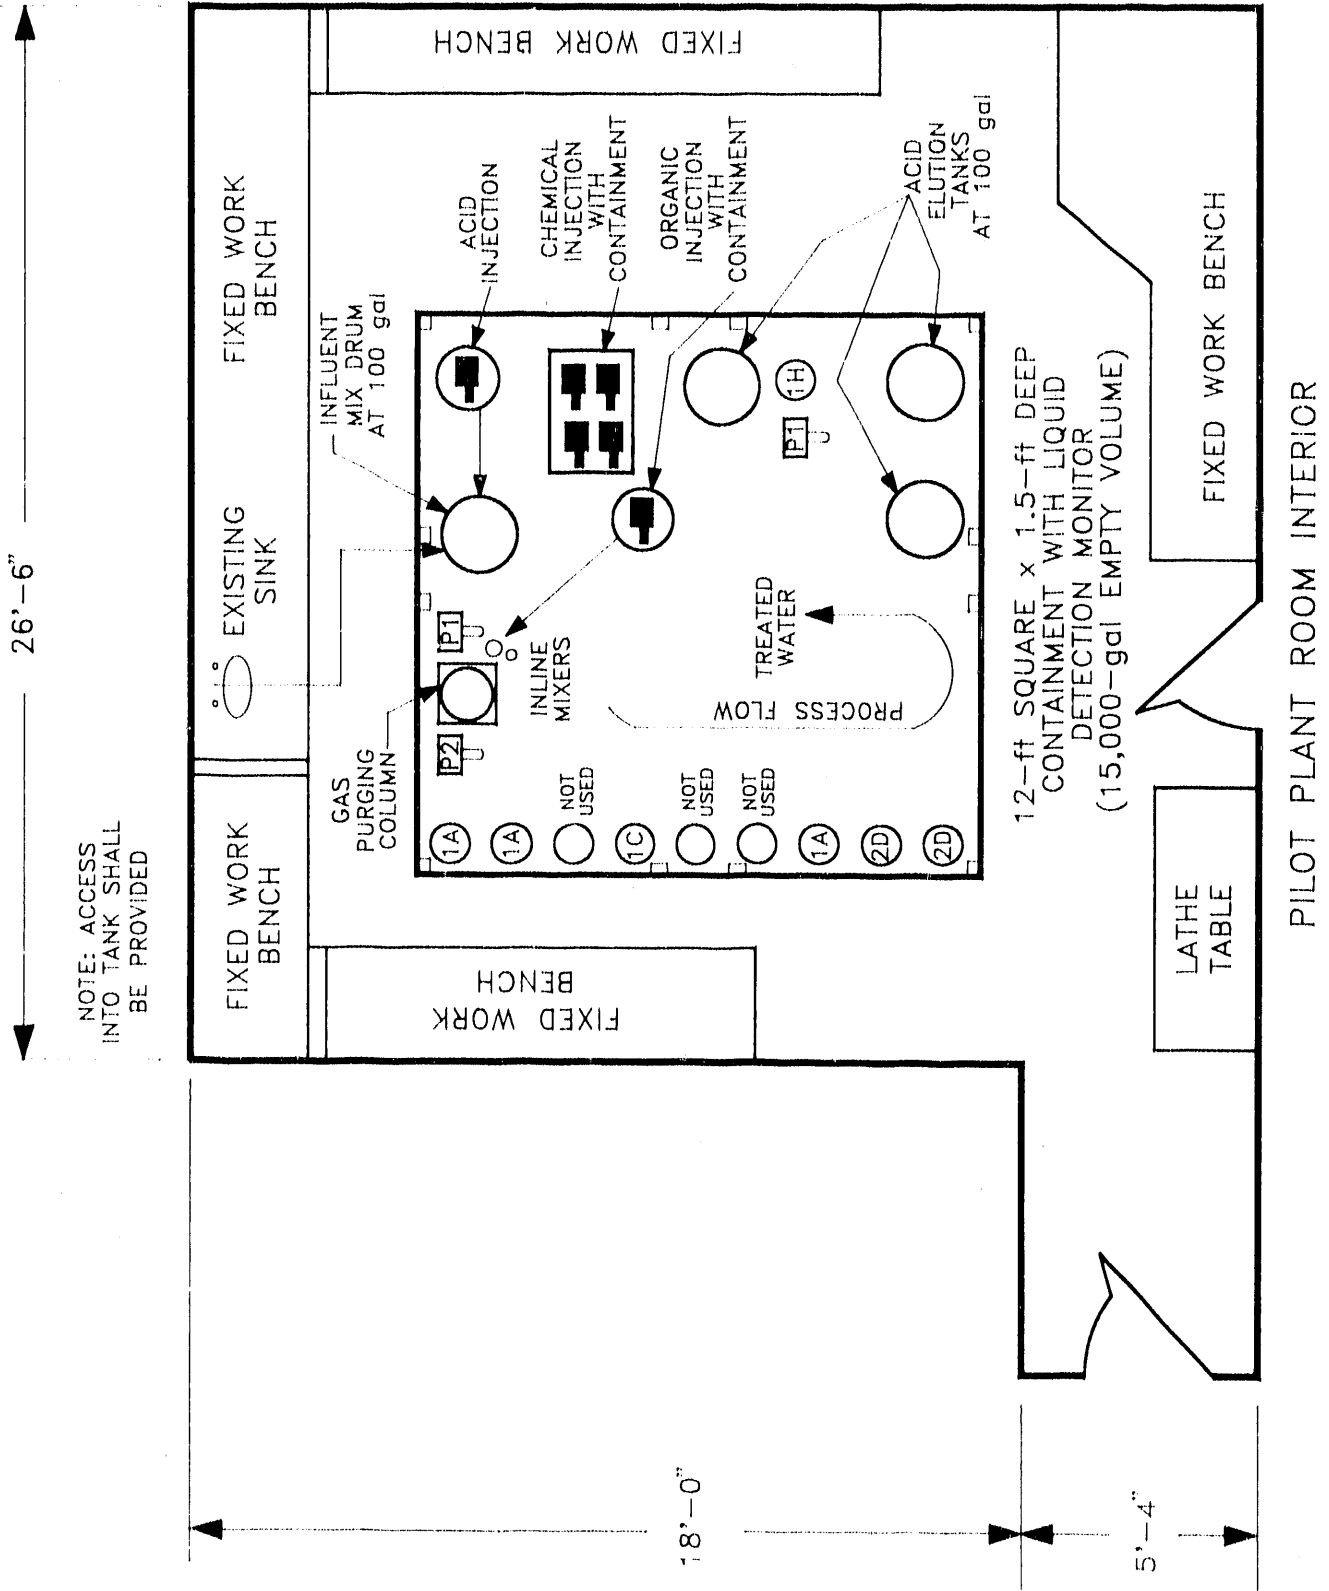 26'-6"
NOTE: ACCESS
INTO TANK SHALL
BE PROVIDED
FIXED WORK
BENCH
EXISTING
SINK
FIXED WORK
BENCH
FIXED WORK BENCH
FIXED WORK
BENCH
GAS
PURGING
COLUMN
INFLUENT
MIX DRUM
AT 100 gal
ACID
INJECTION
CHEMICAL
INJECTION
WITH
CONTAINMENT
ORGANIC
INJECTION
WITH
CONTAINMENT
ACID
ELUTION
TANKS
AT 100 gal
P2
P1
INLINE
MIXERS
1A
1A
NOT
USED
1C
NOT
USED
NOT
USED
1A
2D
2D
P1
1H
TREATED
WATER
PROCESS FLOW
12-ft SQUARE x 1.5-ft DEEP
CONTAINMENT WITH LIQUID
DETECTION MONITOR
(15,000-gal EMPTY VOLUME)
LATHE
TABLE
FIXED WORK BENCH
18'-0"
5'-4"
PILOT PLANT ROOM INTERIOR